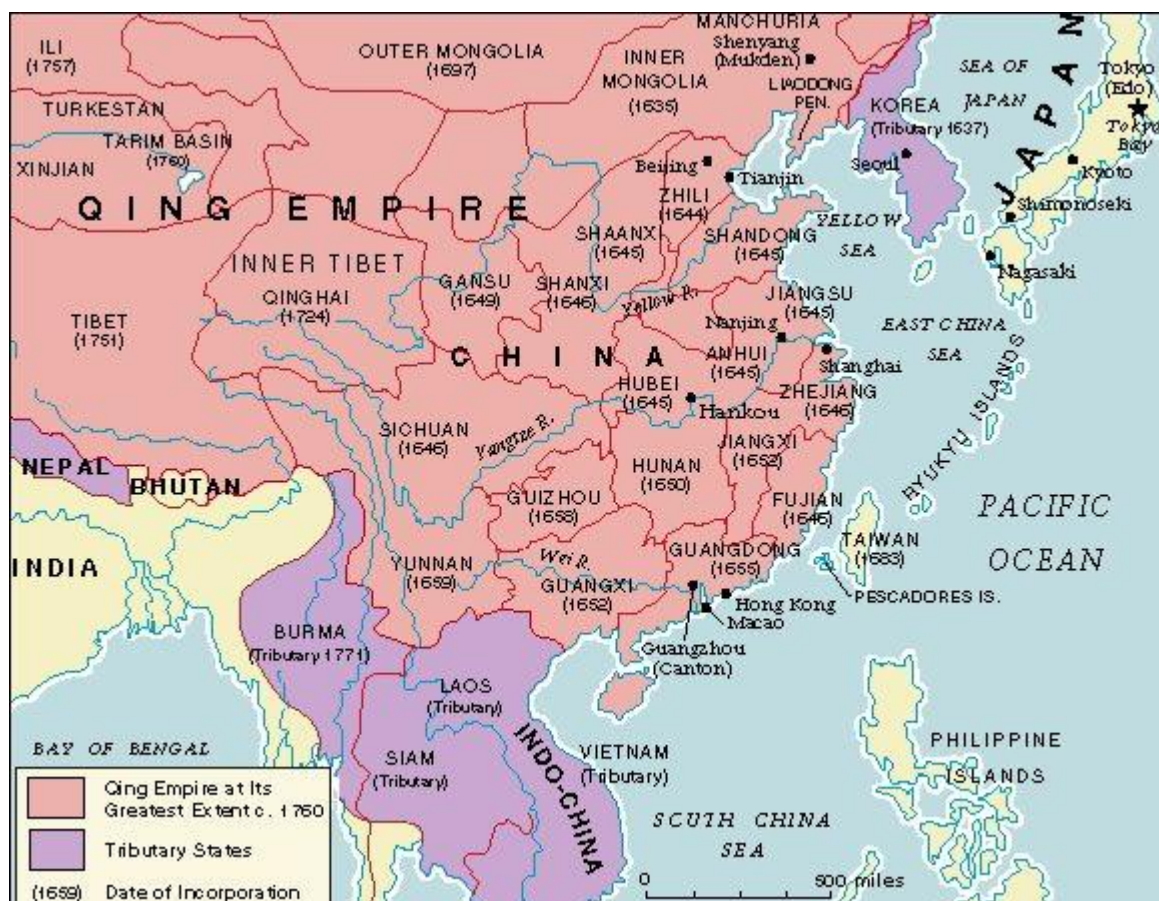 ILI
(1757)
OUTER MONGOLIA
(1697)
INNER
MONGOLIA
(1635)
MANCHURIA
Shenyang
(Mukden)
LIAODONG
PEN.
SEA OF
JAPAN
JAPAN
Tokyo
(Edo)
Tokyo
Bay
TURKESTAN
TARIM BASIN
(1760)
XINJIAN
KOREA
(Tributary 1637)
Seoul
Kyoto
Shimonoseki
Nagasaki
Beijing
Tianjin
ZHILI
(1644)
QING EMPIRE
SHAANXI
(1645)
SHANDONG
(1645)
YELLOW
SEA
INNER TIBET
QINGHAI
(1724)
GANSU
(1649)
SHANXI
(1646)
Yellow R.
JIANGSU
(1645)
TIBET
(1751)
Nanjing
EAST CHINA
SEA
CHINA
ANHUI
(1645)
Shanghai
HUBEI
(1645)
Hankou
ZHEJIANG
(1646)
RYUKYU ISLANDS
SICHUAN
(1646)
Yangtze R.
JIANGXI
(1652)
HUNAN
(1650)
NEPAL
BHUTAN
GUIZHOU
(1658)
FUJIAN
(1646)
PACIFIC
OCEAN
INDIA
YUNNAN
(1659)
Wei R.
GUANGXI
(1652)
GUANGDONG
(1655)
TAIWAN
(1683)
PESCADORES IS.
Hong Kong
Macao
Guangzhou
(Canton)
BURMA
(Tributary 1771)
LAOS
(Tributary)
SIAM
(Tributary)
INDO-CHINA
VIETNAM
(Tributary)
BAY OF BENGAL
PHILIPPINE
ISLANDS
SOUTH CHINA
SEA
Qing Empire at Its
Greatest Extent c. 1760
Tributary States
(1659) Date of Incorporation
0 500 miles